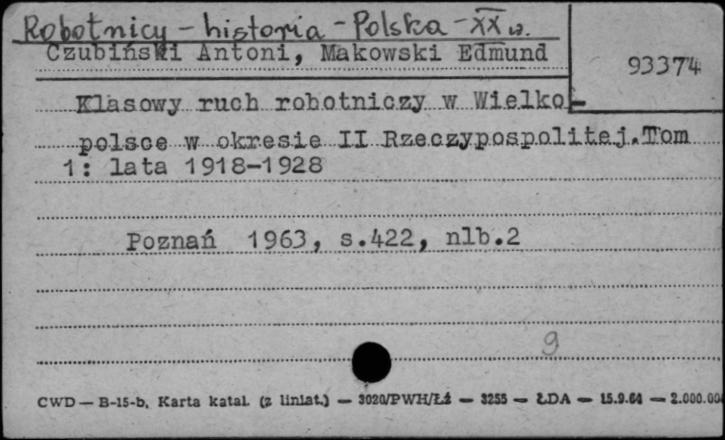 Robotnicy - historia - Polska - XX w.
Czubiński Antoni, Makowski Edmund
93374
Klasowy ruch robotniczy w Wielko-
polsce w okresie II Rzeczypospolitej.Tom
1: lata 1918-1928
Poznań 1963, s.422, nlb.2
9
CWD — B-15-b, Karta katal. (z liniat.) — 3020/PWH/Łź — 3255 — ŁDA — 15.9.64 — 2.000.00